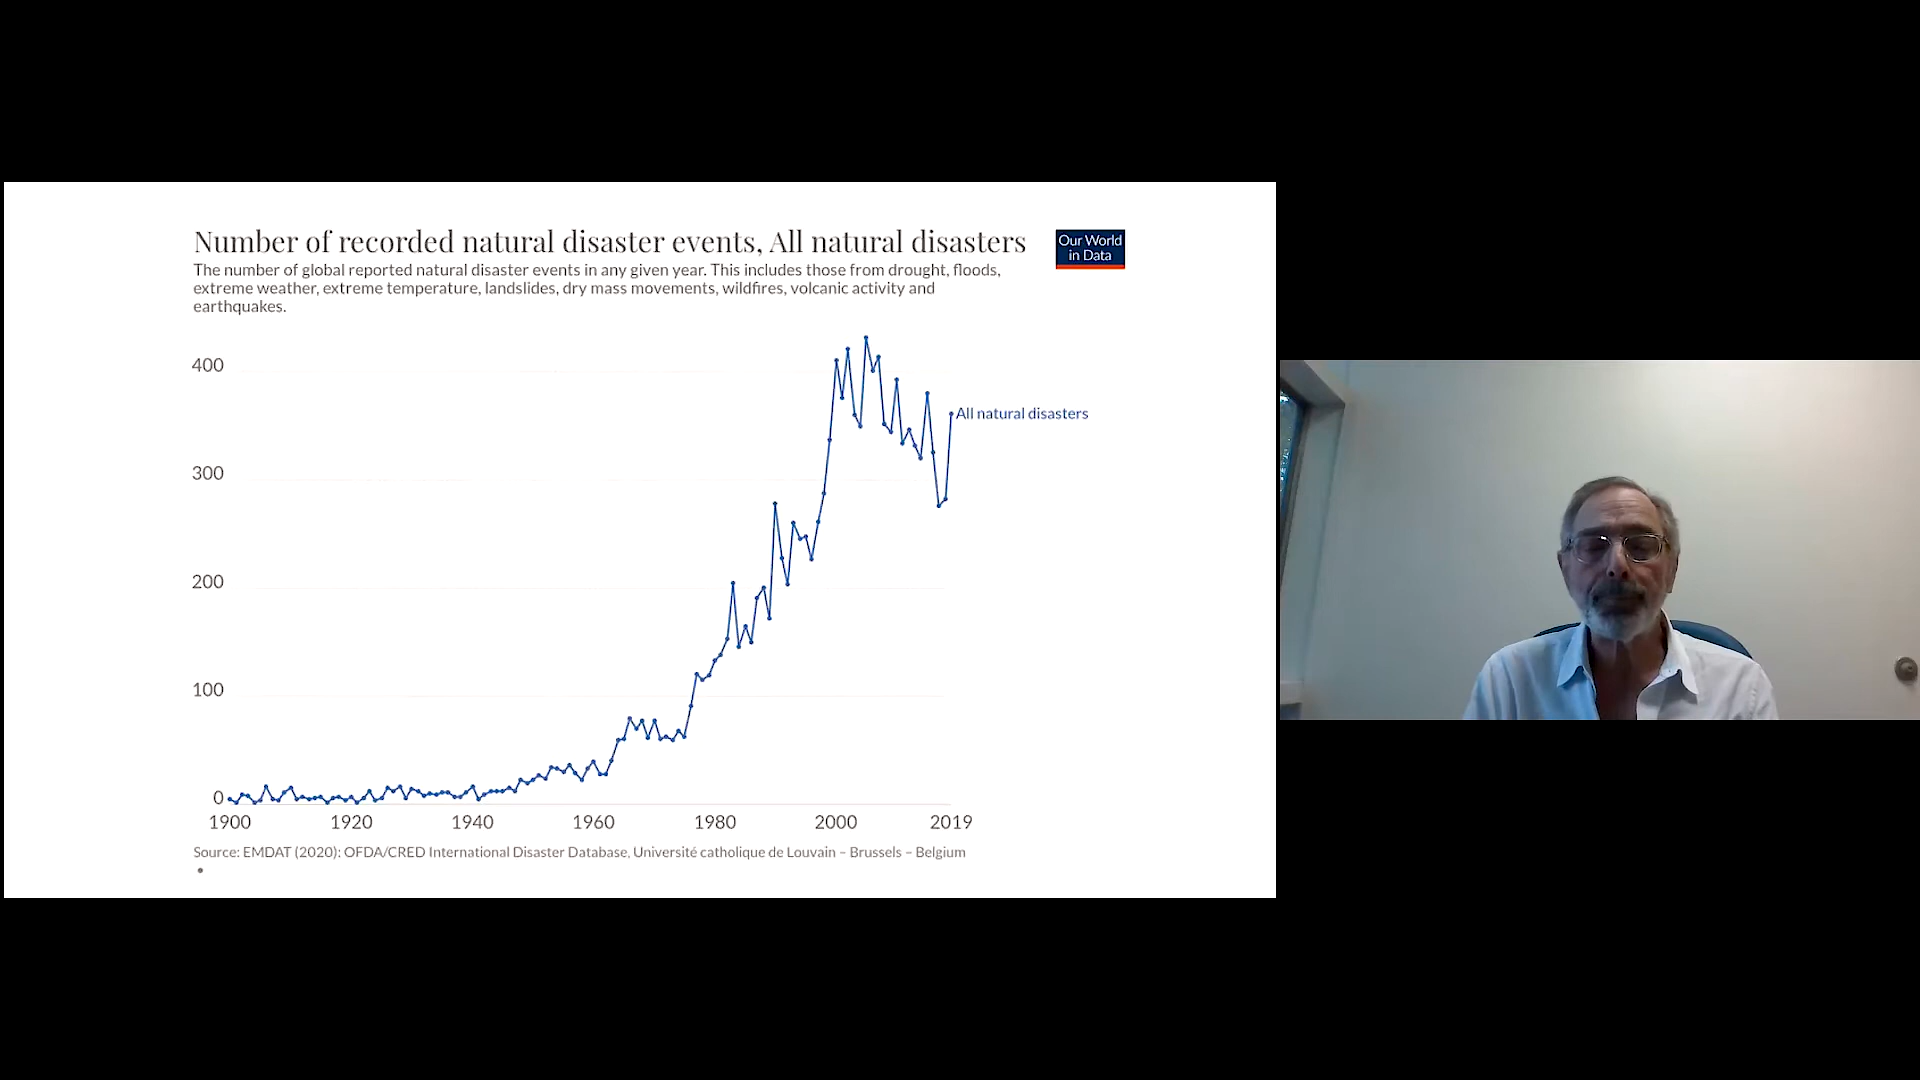 Number of recorded natural disaster events, All natural disasters
Our World
in Data
The number of global reported natural disaster events in any given year. This includes those from drought, floods,
extreme weather, extreme temperature, landslides, dry mass movements, wildfires, volcanic activity and
earthquakes.
400
All natural disasters
300
200
100
0
1900 1920 1940 1960 1980 2000 2019
Source: EMDAT (2020): OFDA/CRED International Disaster Database, Université catholique de Louvain – Brussels – Belgium